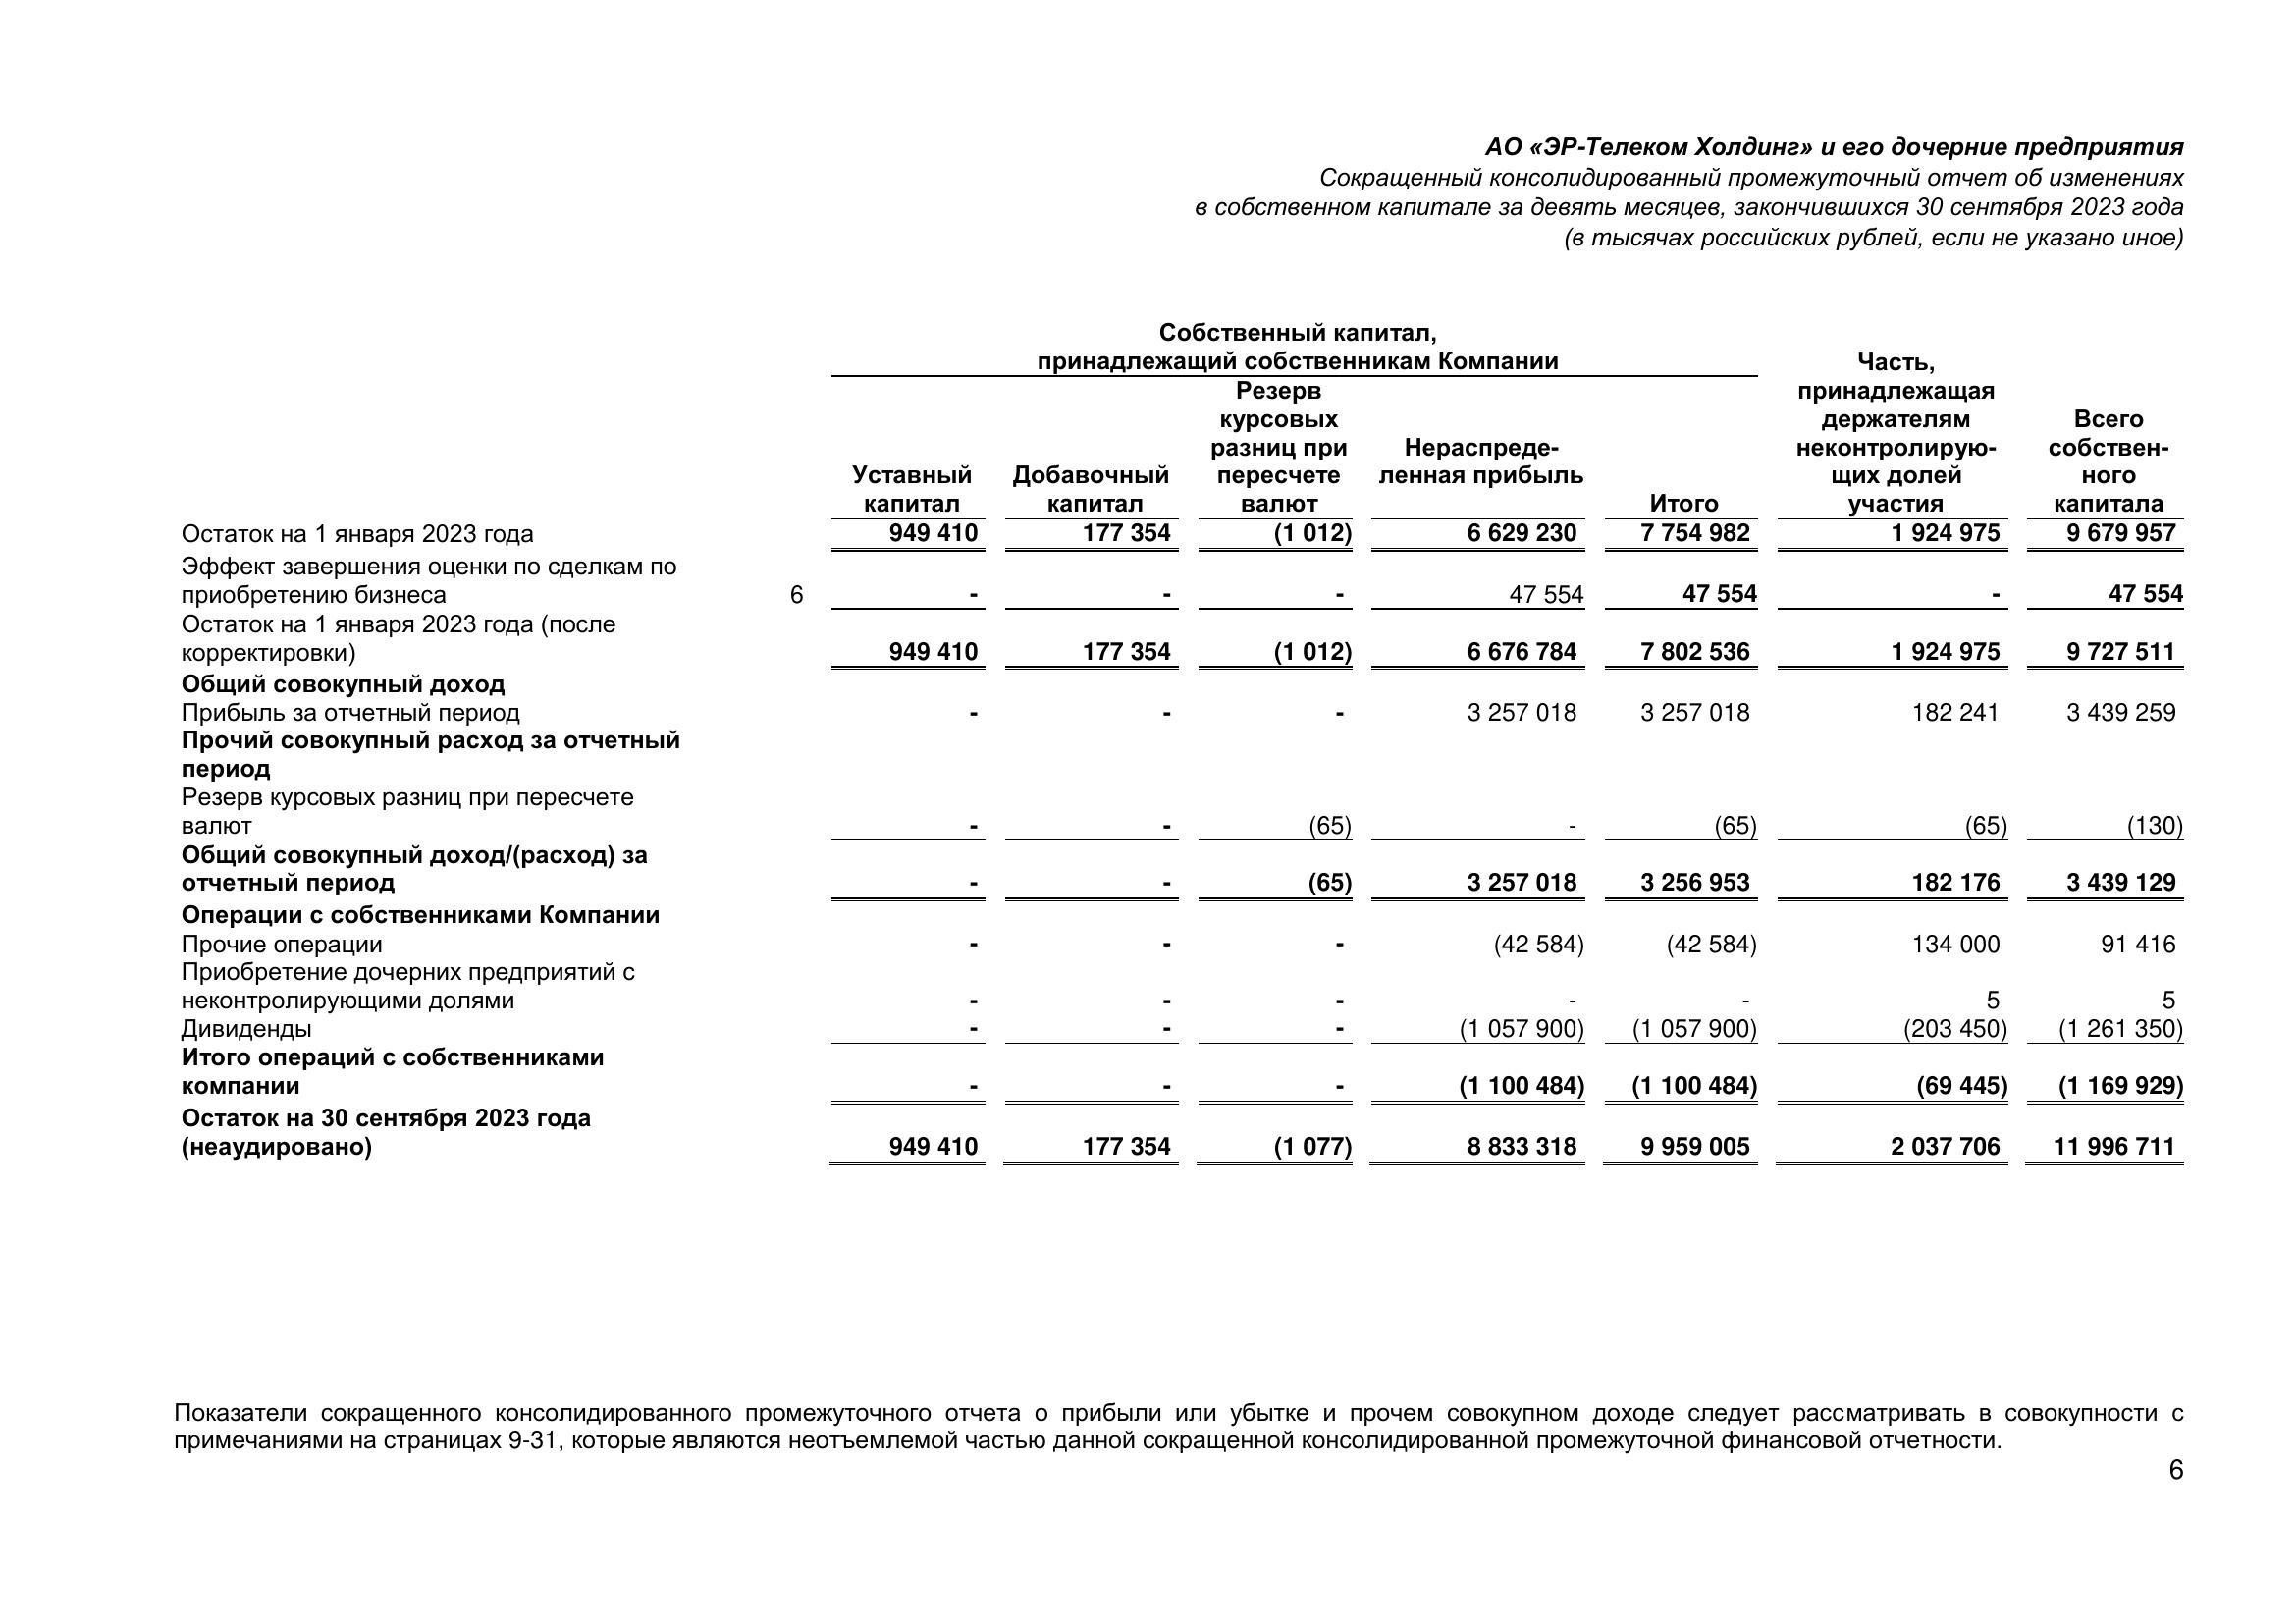 АО «ЭР-Телеком Холдинг» и его дочерние предприятия
Сокращенный консолидированный промежуточный отчет об изменениях
в собственном капитале за девять месяцев, закончившихся 30 сентября 2023 года
(в тысячах российских рублей, если не указано иное)
Собственный капитал,
принадлежащий собственникам Компании
Уставный
капитал
Добавочный
капитал
Резерв
курсовых
разниц при
пересчете
валют
Нераспреде-
ленная прибыль
Итого
Часть,
принадлежащая
держателям
неконтролирую-
щих долей
участия
Всего
собствен-
ного
капитала
Остаток на 1 января 2023 года 949 410 177 354 (1 012) 6 629 230 7 754 982 1 924 975 9 679 957
Эффект завершения оценки по сделкам по
приобретению бизнеса 6 - - - 47 554 47 554 - 47 554
Остаток на 1 января 2023 года (после
корректировки) 949 410 177 354 (1 012) 6 676 784 7 802 536 1 924 975 9 727 511
Общий совокупный доход
Прибыль за отчетный период - - - 3 257 018 3 257 018 182 241 3 439 259
Прочий совокупный расход за отчетный
период
Резерв курсовых разниц при пересчете
валют - - (65) - (65) (65) (130)
Общий совокупный доход/(расход) за
отчетный период - - (65) 3 257 018 3 256 953 182 176 3 439 129
Операции с собственниками Компании
Прочие операции - - - (42 584) (42 584) 134 000 91 416
Приобретение дочерних предприятий с
неконтролирующими долями - - - - - 5 5
Дивиденды - - - (1 057 900) (1 057 900) (203 450) (1 261 350)
Итого операций с собственниками
компании - - - (1 100 484) (1 100 484) (69 445) (1 169 929)
Остаток на 30 сентября 2023 года
(неаудировано) 949 410 177 354 (1 077) 8 833 318 9 959 005 2 037 706 11 996 711
Показатели сокращенного консолидированного промежуточного отчета о прибыли или убытке и прочем совокупном доходе следует рассматривать в совокупности с
примечаниями на страницах 9-31, которые являются неотъемлемой частью данной сокращенной консолидированной промежуточной финансовой отчетности.
6